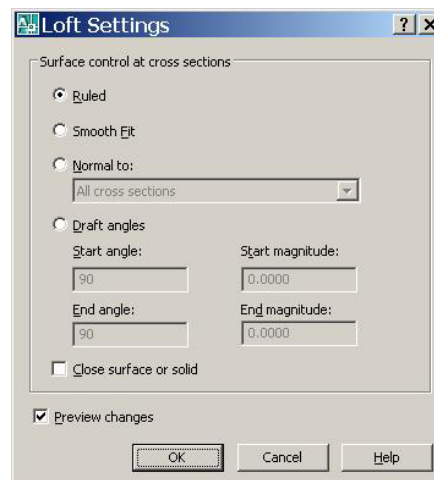 Loft Settings
Surface control at cross sections
Ruled
Smooth Fit
Normal to:
All cross sections
Draft angles
Start angle: Start magnitude:
90 0.0000
End angle: End magnitude:
90 0.0000
Close surface or solid
Preview changes
OK Cancel Help